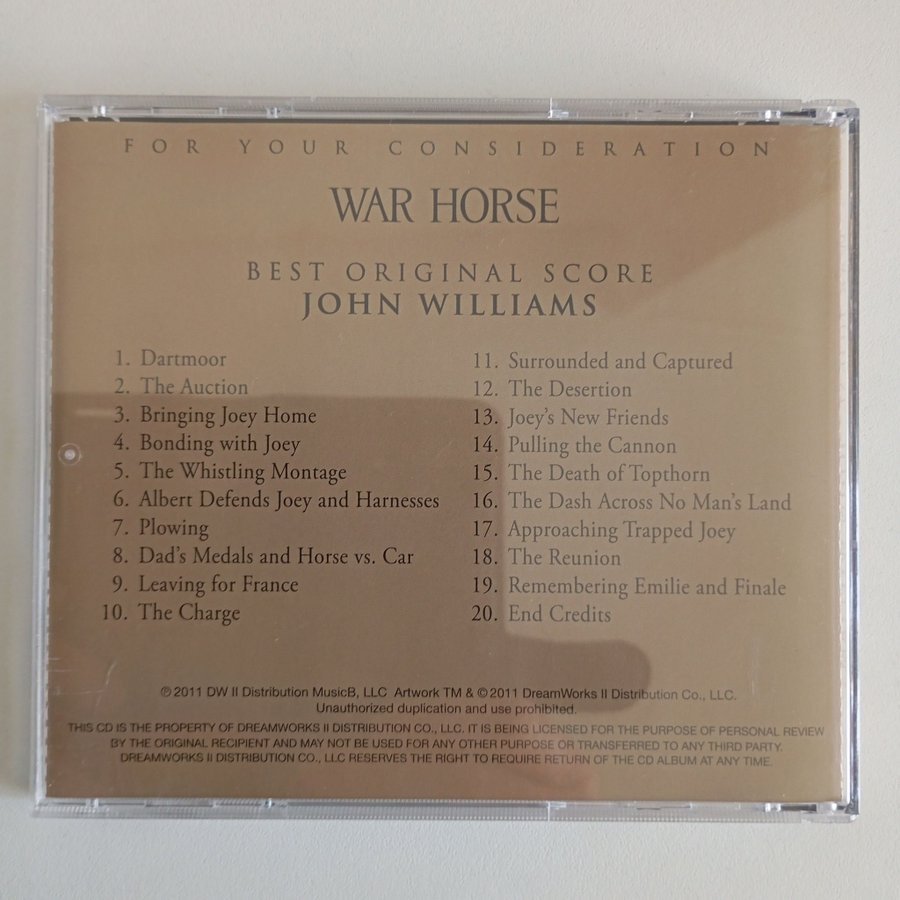 FOR YOUR CONSIDERATION
WAR HORSE
BEST ORIGINAL SCORE
JOHN WILLIAMS
1. Dartmoor
2. The Auction
3. Bringing Joey Home
4. Bonding with Joey
5. The Whistling Montage
6. Albert Defends Joey and Harnesses
7. Plowing
8. Dad's Medals and Horse vs. Car
9. Leaving for France
10. The Charge
11. Surrounded and Captured
12. The Desertion
13. Joey's New Friends
14. Pulling the Cannon
15. The Death of Topthorn
16. The Dash Across No Man's Land
17. Approaching Trapped Joey
18. The Reunion
19. Remembering Emilie and Finale
20. End Credits
℗ 2011 DW II Distribution MusicB, LLC Artwork TM & © 2011 DreamWorks II Distribution Co., LLC.
Unauthorized duplication and use prohibited.
THIS CD IS THE PROPERTY OF DREAMWORKS II DISTRIBUTION CO., LLC. IT IS BEING LICENSED FOR THE PURPOSE OF PERSONAL REVIEW
BY THE ORIGINAL RECIPIENT AND MAY NOT BE USED FOR ANY OTHER PURPOSE OR TRANSFERRED TO ANY THIRD PARTY.
DREAMWORKS II DISTRIBUTION CO., LLC RESERVES THE RIGHT TO REQUIRE RETURN OF THE CD ALBUM AT ANY TIME.